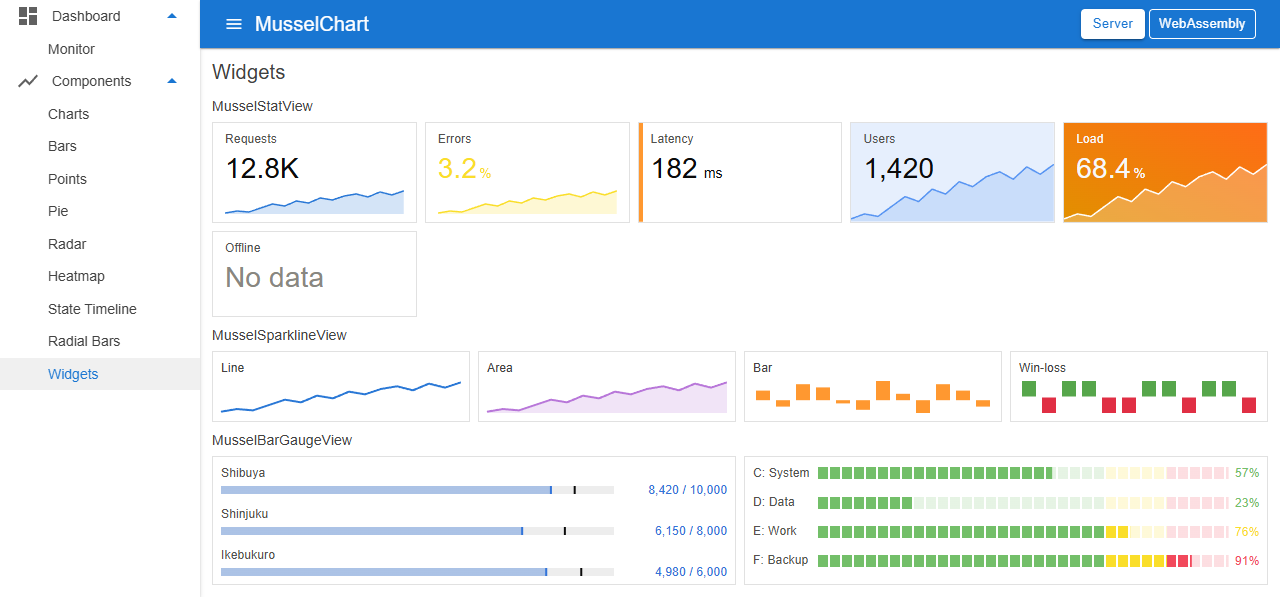 Dashboard
Monitor
Components
Charts
Bars
Points
Pie
Radar
Heatmap
State Timeline
Radial Bars
Widgets
MusselChart
Server
WebAssembly
Widgets
MusselStatView
Requests
12.8K
Errors
3.2 %
Latency
182 ms
Users
1,420
Load
68.4 %
Offline
No data
MusselSparklineView
Line
Area
Bar
Win-loss
MusselBarGaugeView
Shibuya
8,420 / 10,000
Shinjuku
6,150 / 8,000
Ikebukuro
4,980 / 6,000
C: System 57%
D: Data 23%
E: Work 76%
F: Backup 91%